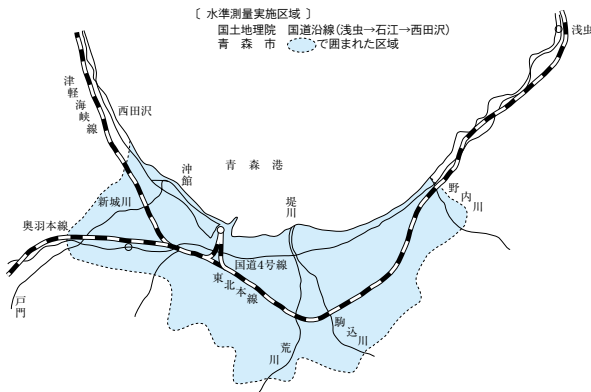 〔 水準測量実施区域 〕
国土地理院　国道沿線(浅虫→石江→西田沢)
青　森　市　で囲まれた区域
浅虫
津軽海峡線
西田沢
沖館
青　森　港
堤川
野内川
新城川
奥羽本線
国道4号線
東北本線
戸門
駒込川
荒川